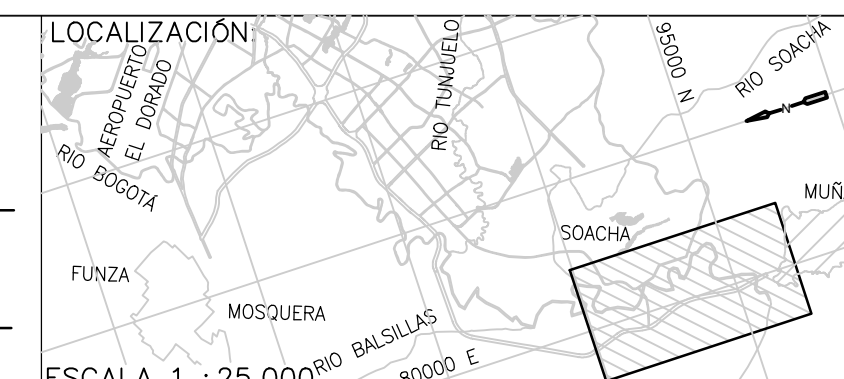 LOCALIZACIÓN:
AEROPUERTO
EL DORADO
RIO BOGOTÁ
RIO TUNJUELO
95000 N
RIO SOACHA
N
MUÑ
SOACHA
FUNZA
MOSQUERA
RIO BALSILLAS
80000 E
ESCALA 1 : 25.000